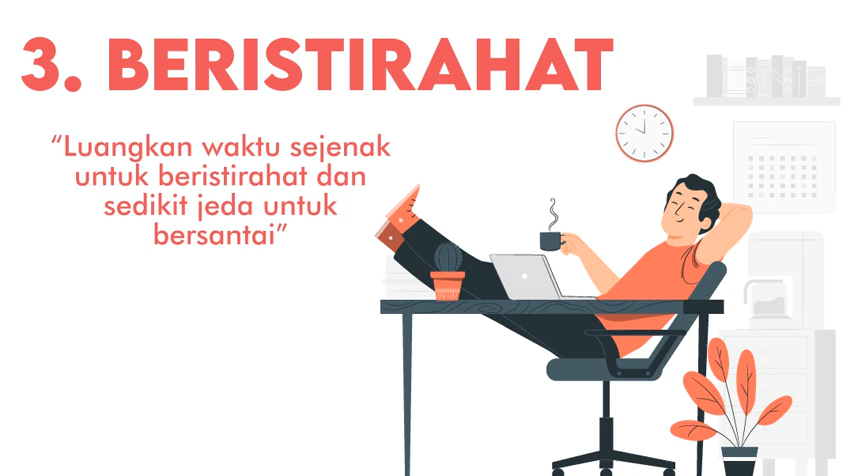 3. BERISTIRAHAT
“Luangkan waktu sejenak
untuk beristirahat dan
sedikit jeda untuk
bersantai”